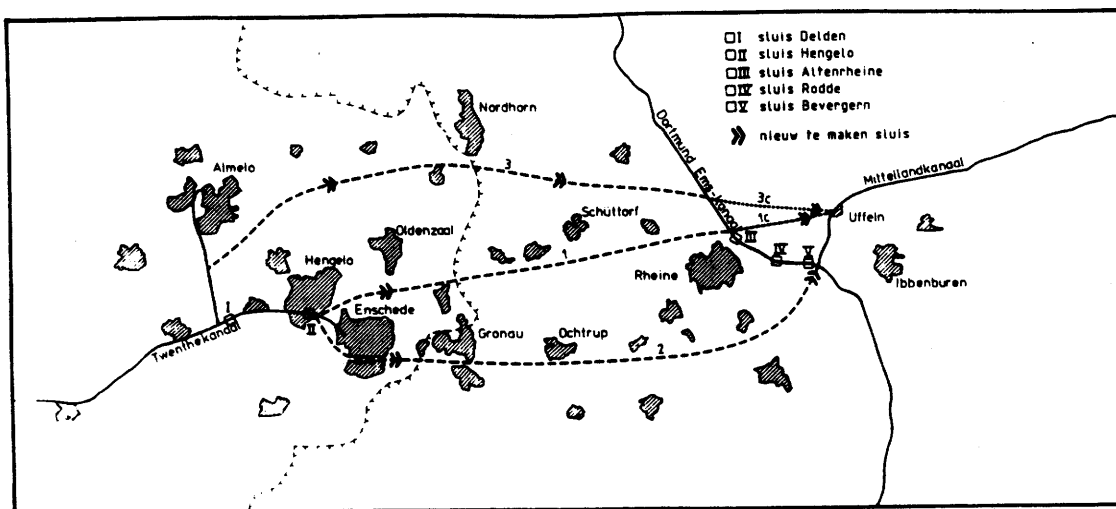 I sluis Delden
II sluis Hengelo
III sluis Altenrheine
IV sluis Rodde
V sluis Bevergern
nieuw te maken sluis
Nordhorn
Almelo
3
Dortmund Ems-kanaal
Mittellandkanaal
3c
1c
Uffeln
Schüttorf
III
Oldenzaal
1
IV
V
Hengelo
Rheine
Ibbenburen
I
Enschede
II
Gronau
Ochtrup
2
Twenthekanaal